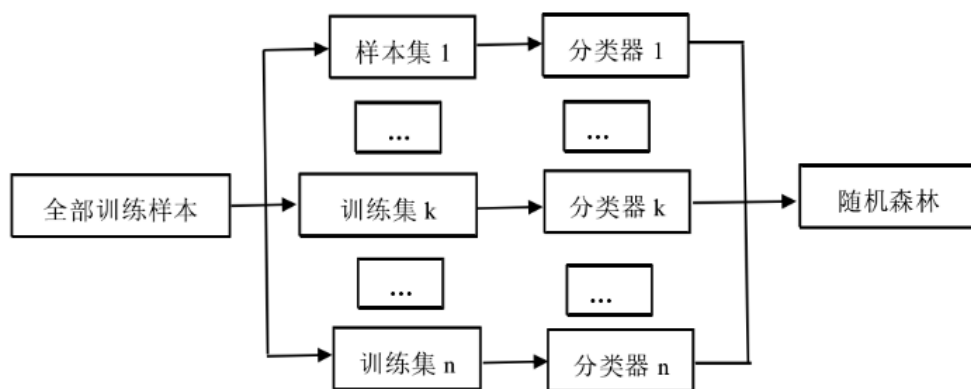 样本集 1
分类器 1
...
...
全部训练样本
训练集 k
分类器 k
随机森林
...
...
训练集 n
分类器 n